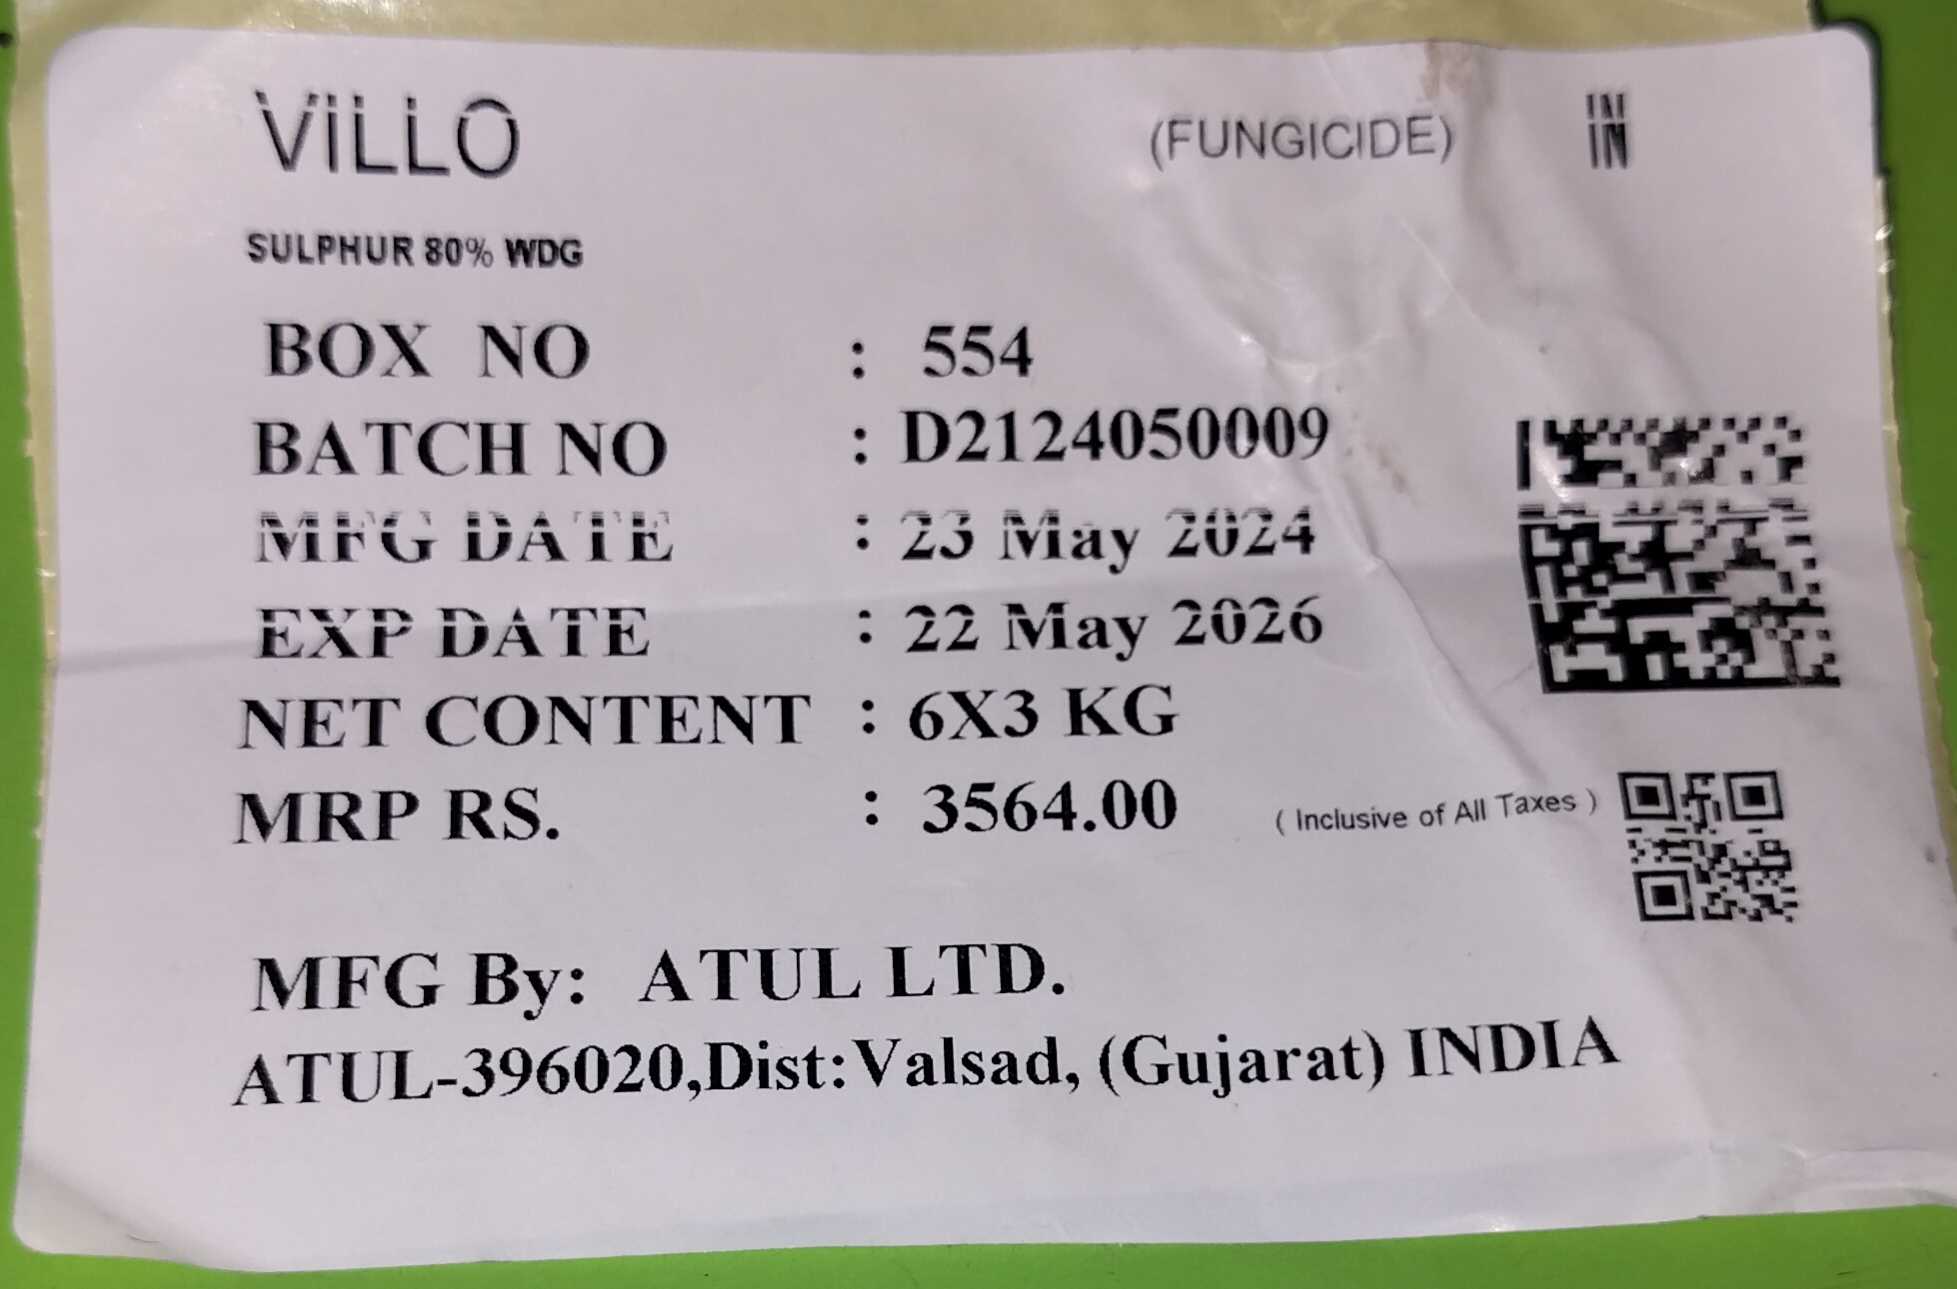 ViLLO (FUNGICIDE) IN
SULPHUR 80% WDG
BOX NO : 554
BATCH NO : D2124050009
MFG DATE : 23 May 2024
EXP DATE : 22 May 2026
NET CONTENT : 6X3 KG
MRP RS. : 3564.00 ( Inclusive of All Taxes )
MFG By: ATUL LTD.
ATUL-396020,Dist:Valsad, (Gujarat) INDIA